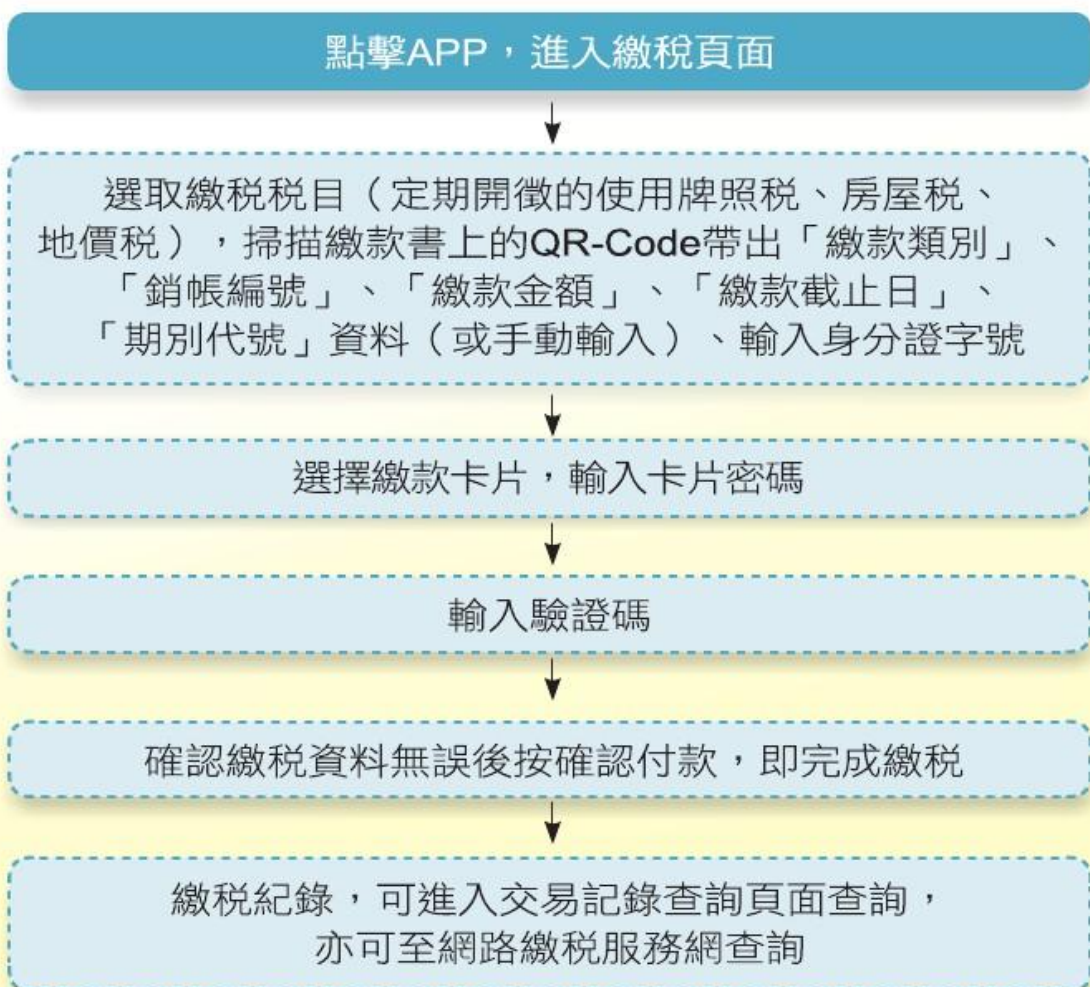 點擊APP，進入繳稅頁面
選取繳稅稅目（定期開徵的使用牌照稅、房屋稅、
地價稅），掃描繳款書上的QR-Code帶出「繳款類別」、
「銷帳編號」、「繳款金額」、「繳款截止日」、
「期別代號」資料（或手動輸入）、輸入身分證字號
選擇繳款卡片，輸入卡片密碼
輸入驗證碼
確認繳稅資料無誤後按確認付款，即完成繳稅
繳稅紀錄，可進入交易記錄查詢頁面查詢，
亦可至網路繳稅服務網查詢